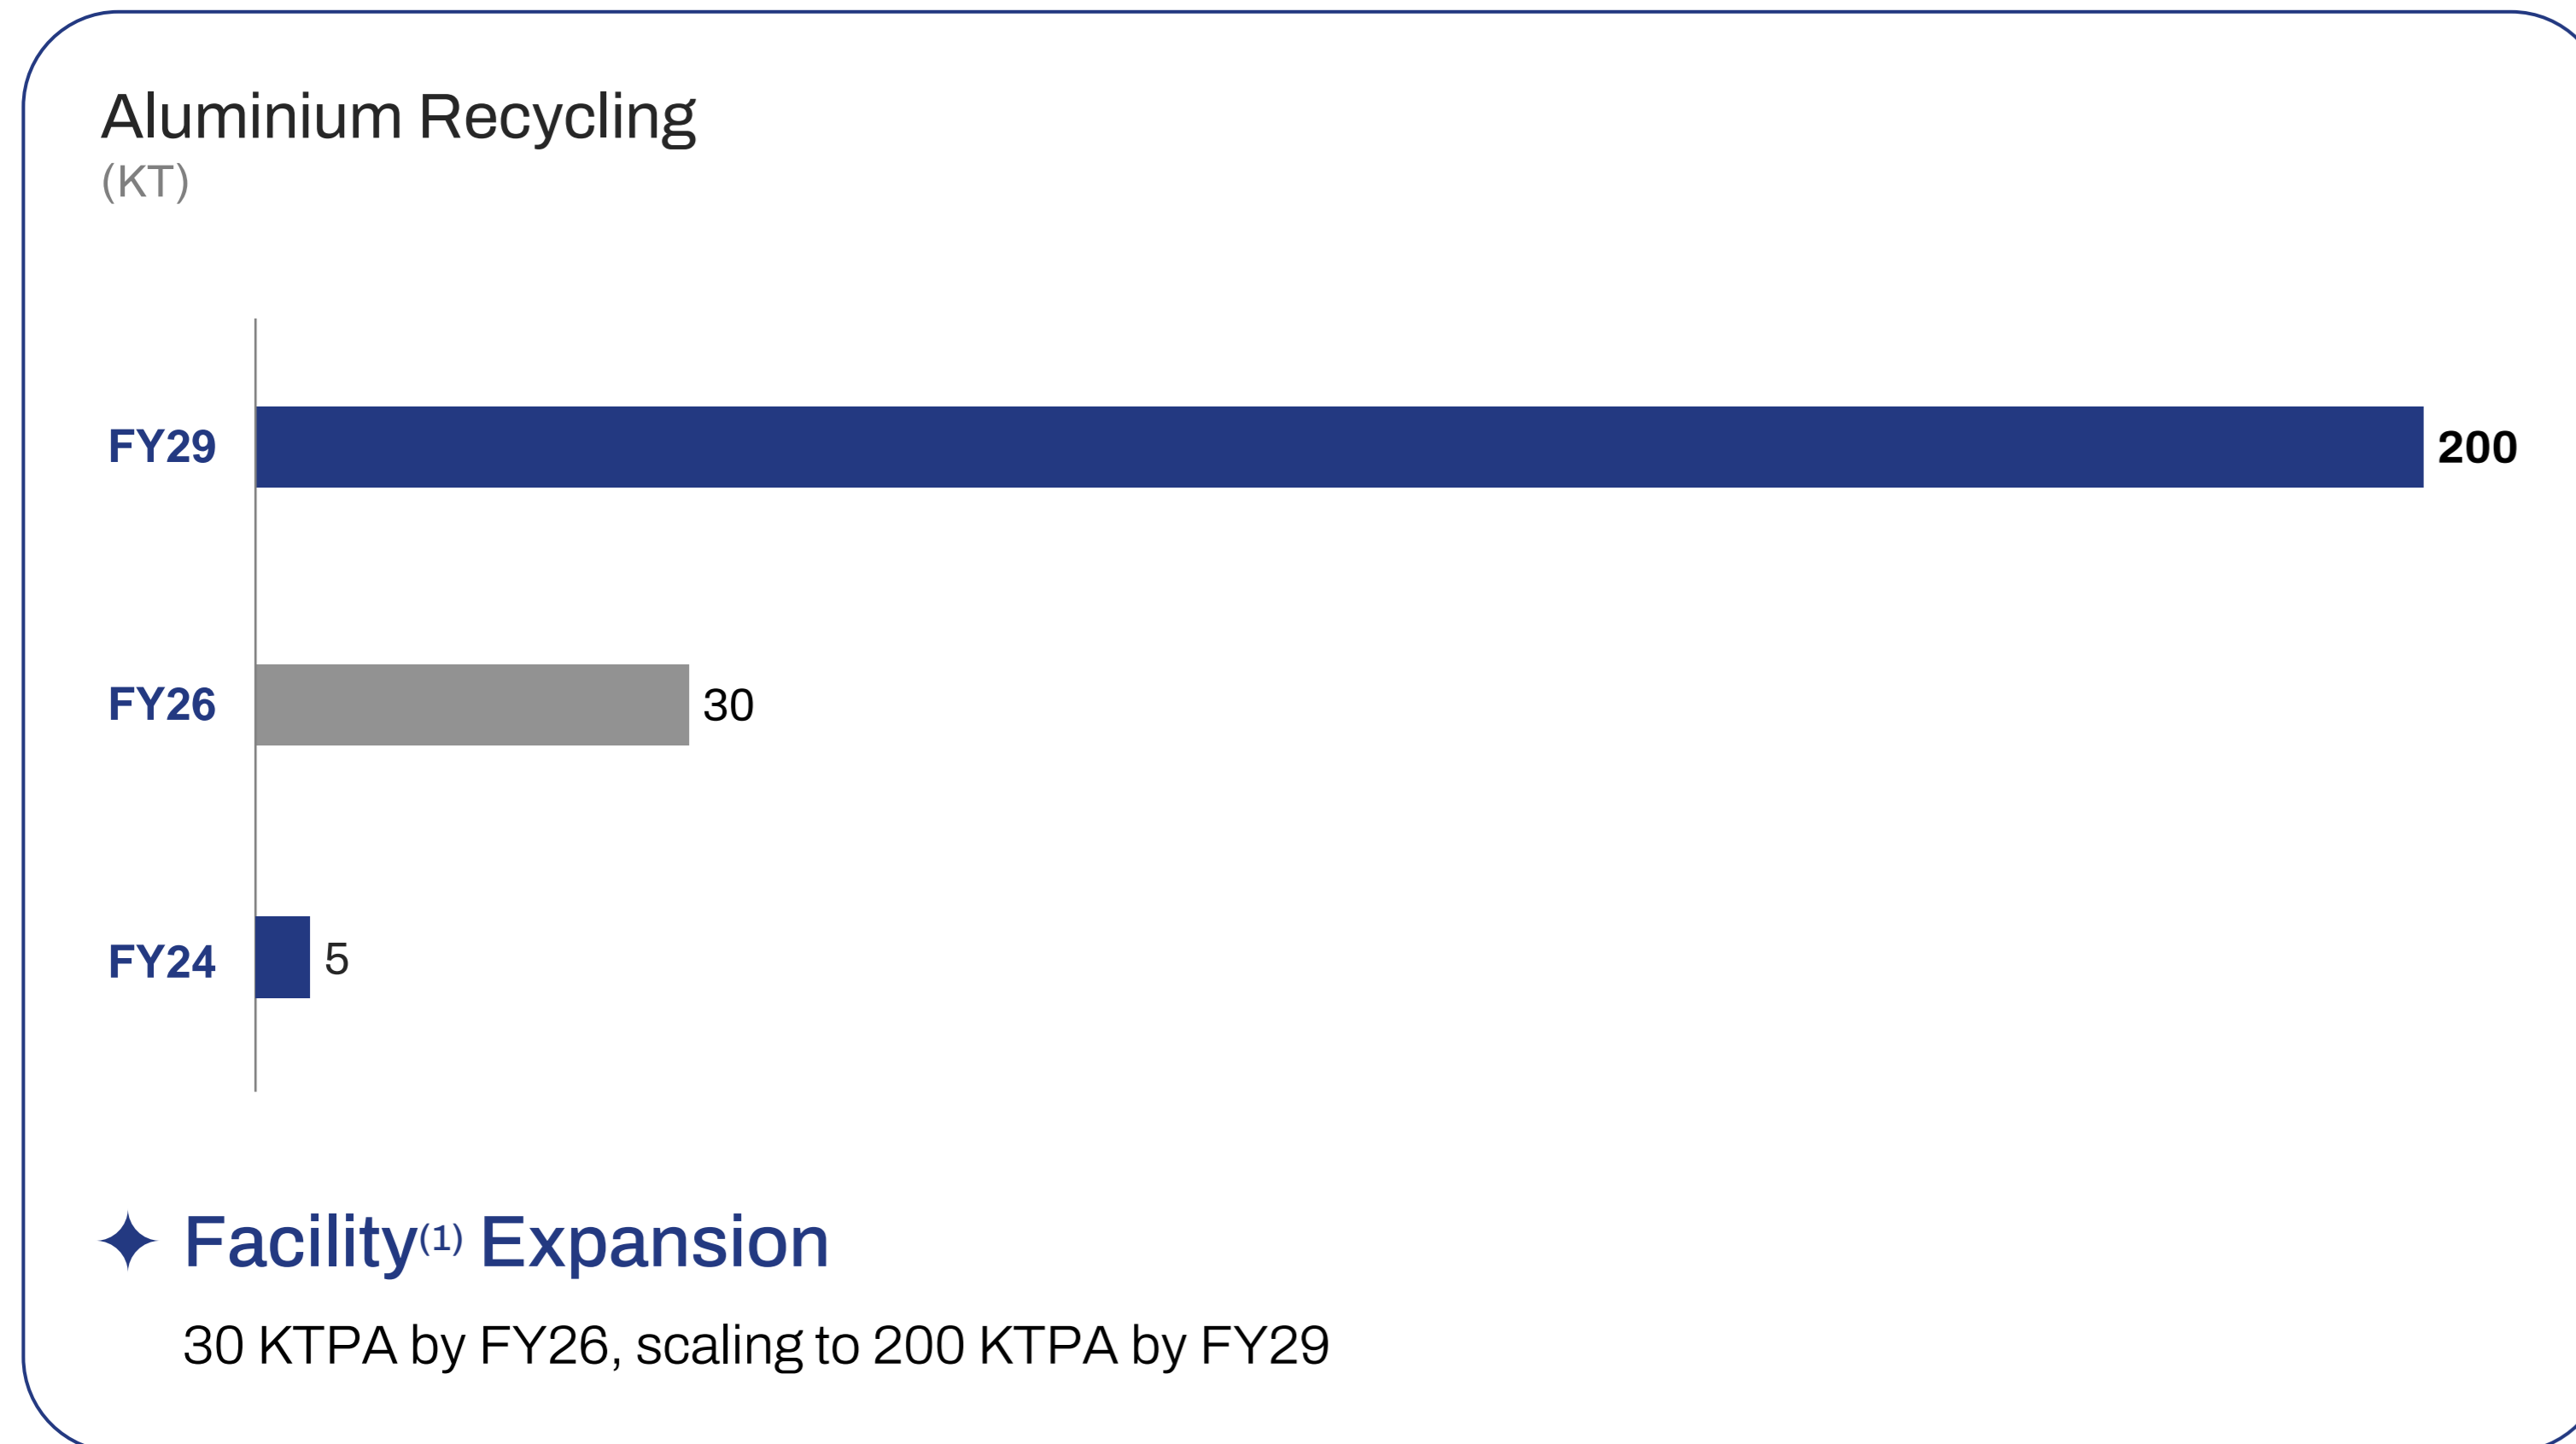 Aluminium Recycling
(KT)
FY29 200
FY26 30
FY24 5
Facility(1) Expansion
30 KTPA by FY26, scaling to 200 KTPA by FY29